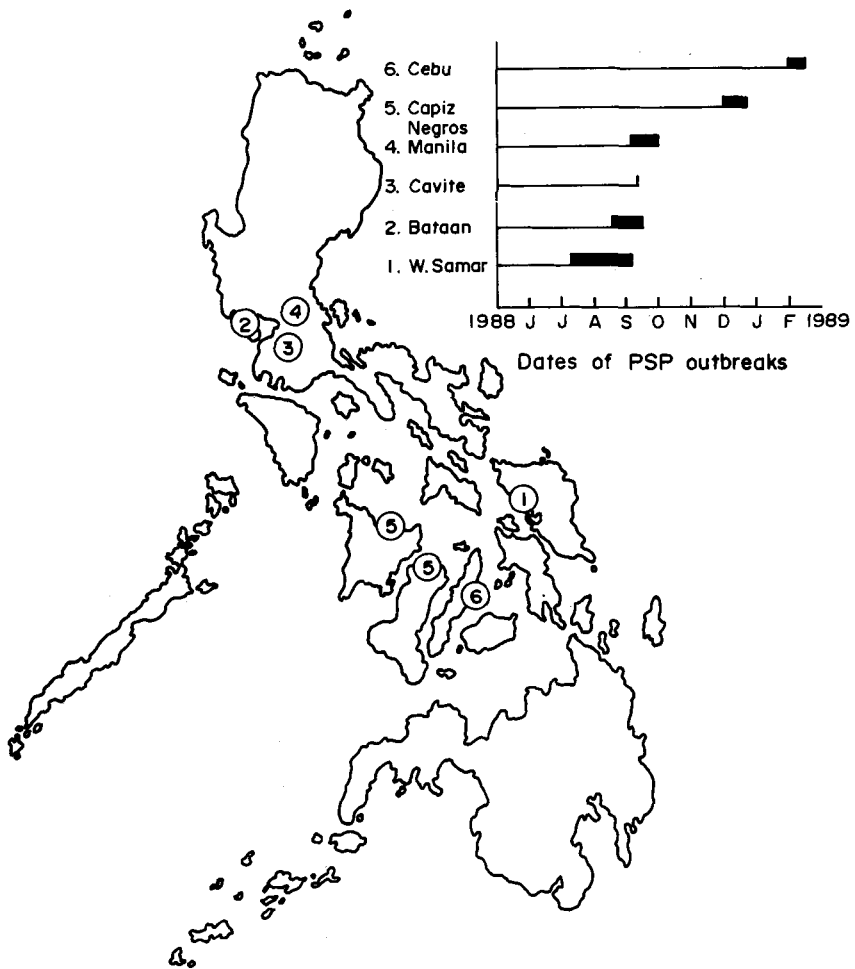 6. Cebu
5. Capiz
Negros
4. Manila
3. Cavite
2. Bataan
1. W. Samar
1988 J J A S O N D J F 1989
Dates of PSP outbreaks
2
4
3
1
5
5
6